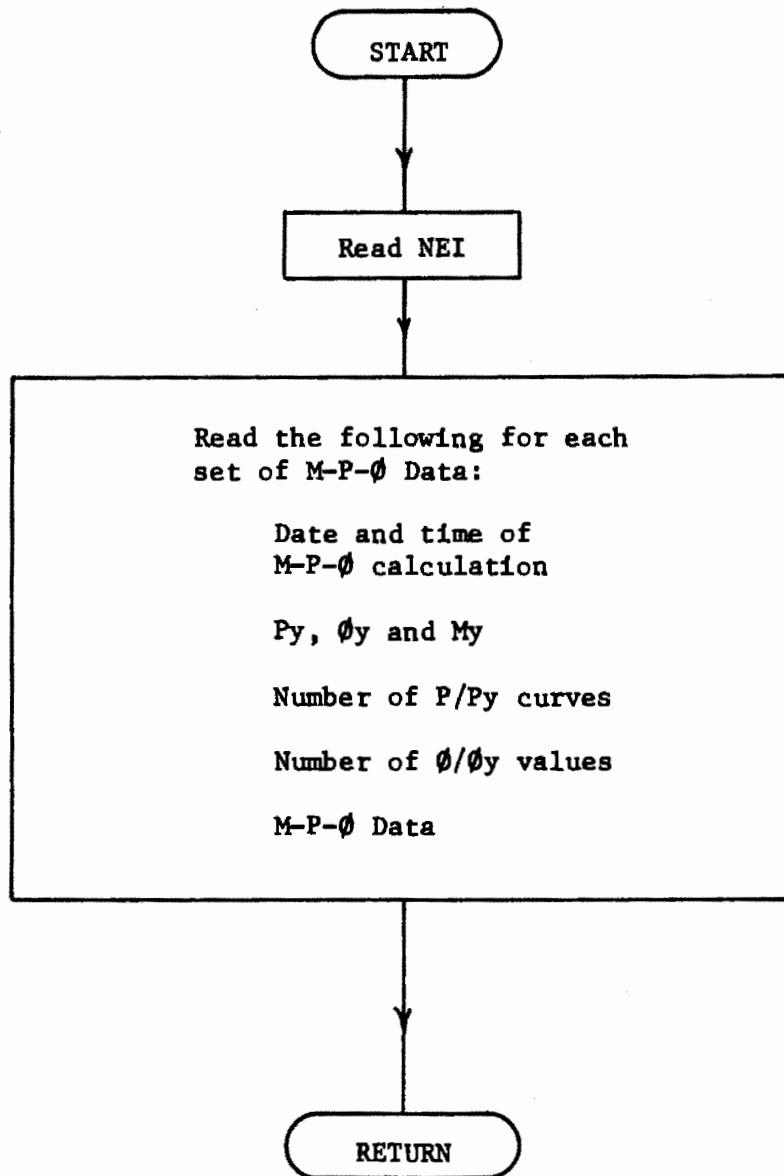 START
Read NEI
Read the following for each
set of M-P-Ø Data:
Date and time of
M-P-Ø calculation
Py, Øy and My
Number of P/Py curves
Number of Ø/Øy values
M-P-Ø Data
RETURN